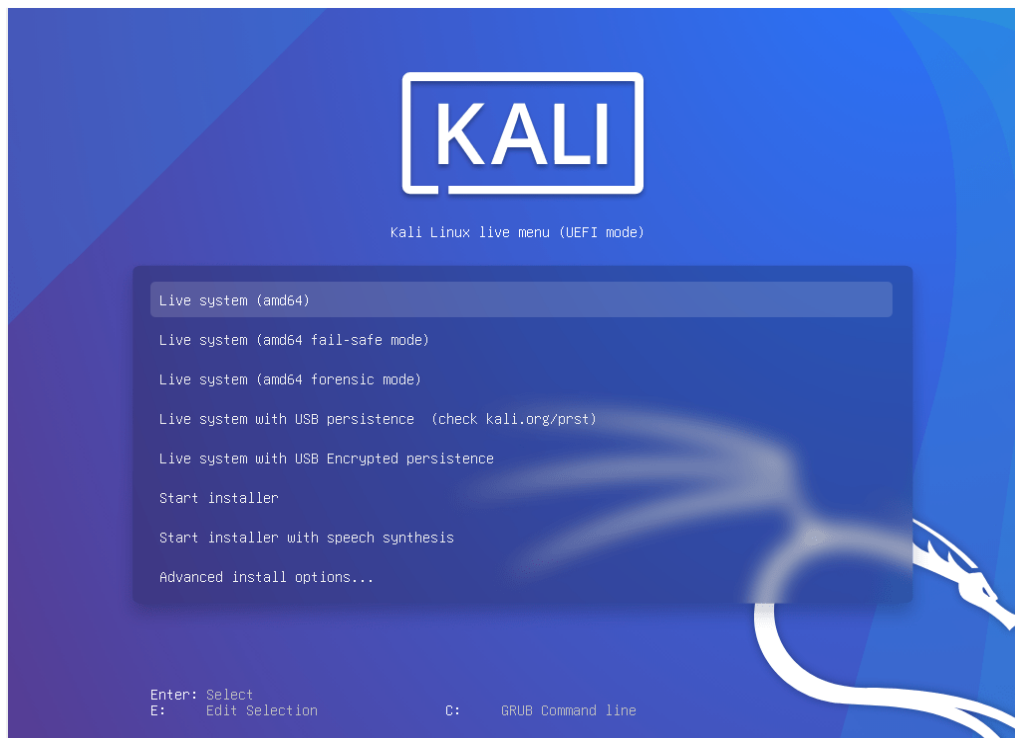 KALI
Kali Linux live menu (UEFI mode)
Live system (amd64)
Live system (amd64 fail-safe mode)
Live system (amd64 forensic mode)
Live system with USB persistence  (check kali.org/prst)
Live system with USB Encrypted persistence
Start installer
Start installer with speech synthesis
Advanced install options...
Enter: Select
E: Edit Selection C: GRUB Command line